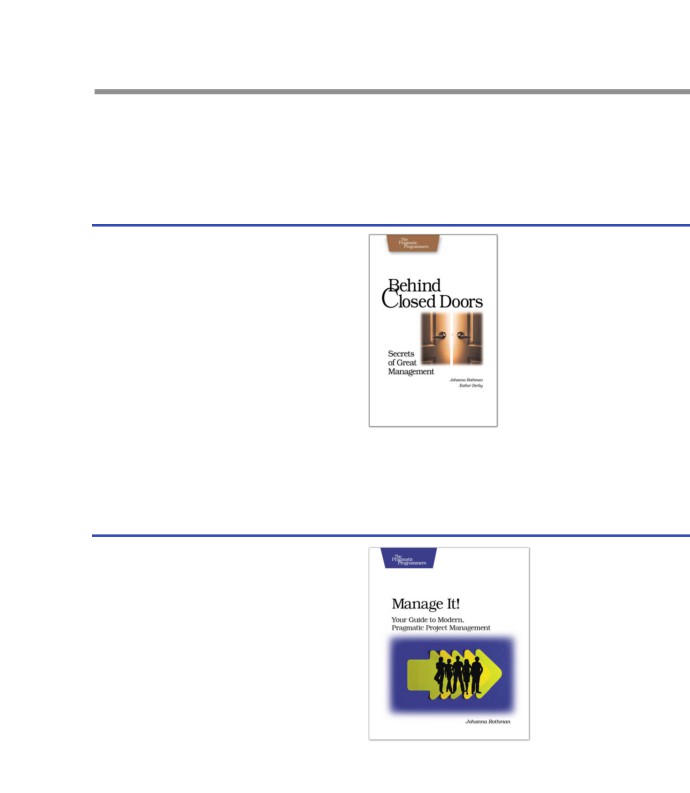 The
Pragmatic
Programmers
Behind
Closed Doors
Secrets
of Great
Management
Johanna Rothman
Esther Derby
The
Pragmatic
Programmers
Manage It!
Your Guide to Modern,
Pragmatic Project Management
Johanna Rothman